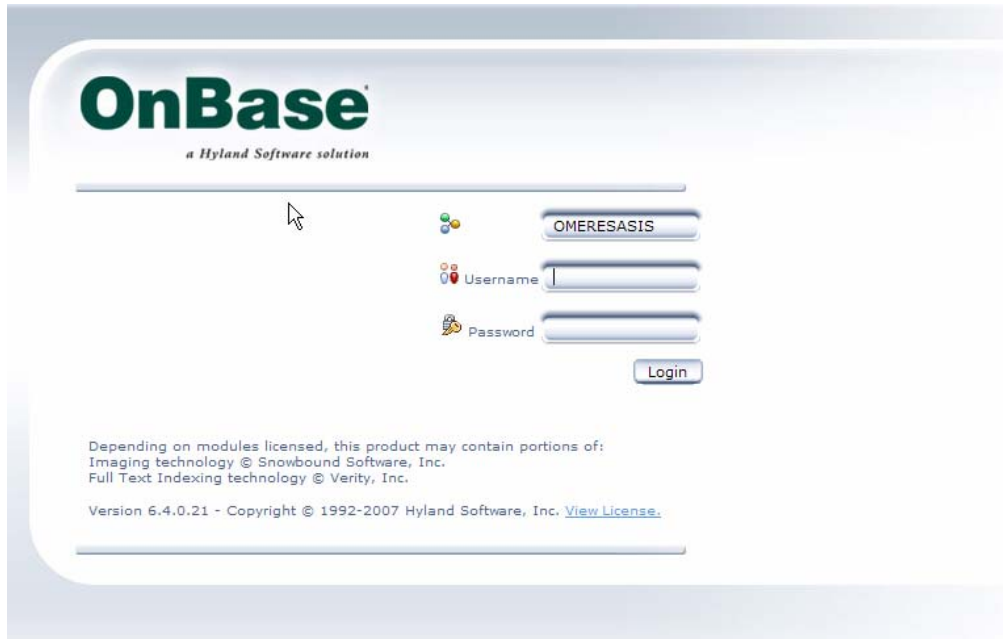 OnBase
a Hyland Software solution
OMERESASIS
Username
Password
Login
Depending on modules licensed, this product may contain portions of:
Imaging technology © Snowbound Software, Inc.
Full Text Indexing technology © Verity, Inc.
Version 6.4.0.21 - Copyright © 1992-2007 Hyland Software, Inc. View License.